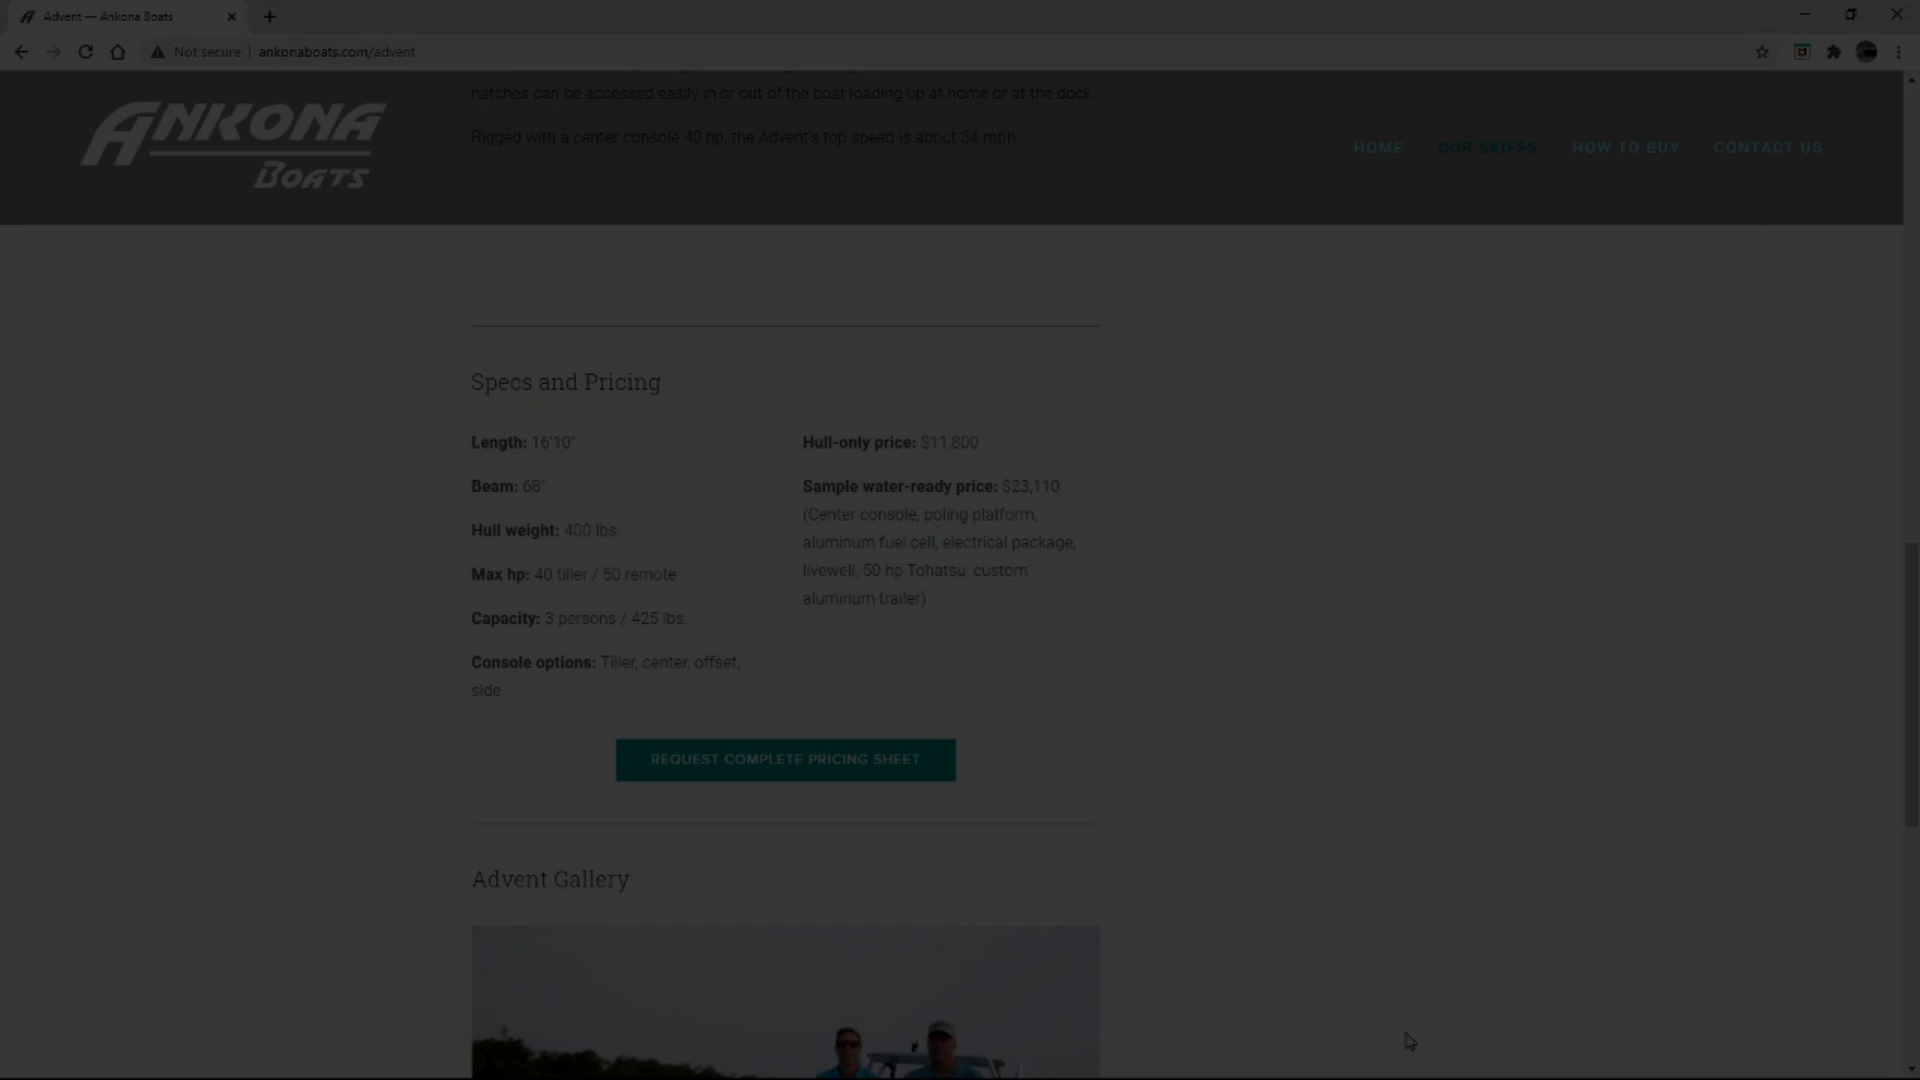 Advent — Ankona Boats
Not secure
ankonaboats.com/advent
hatches can be accessed easily in or out of the boat loading up at home or at the dock.
Rigged with a center console 40 hp, the Advent's top speed is about 34 mph.
ANKONA
BOATS
HOME
OUR SKIFFS
HOW TO BUY
CONTACT US
Specs and Pricing
Length: 16'10"
Beam: 68"
Hull weight: 400 lbs
Max hp: 40 tiller / 50 remote
Capacity: 3 persons / 425 lbs.
Console options: Tiller, center, offset,
side
Hull-only price: $11,800
Sample water-ready price: $23,110
(Center console, poling platform,
aluminum fuel cell, electrical package,
livewell, 50 hp Tohatsu, custom
aluminum trailer)
REQUEST COMPLETE PRICING SHEET
Advent Gallery